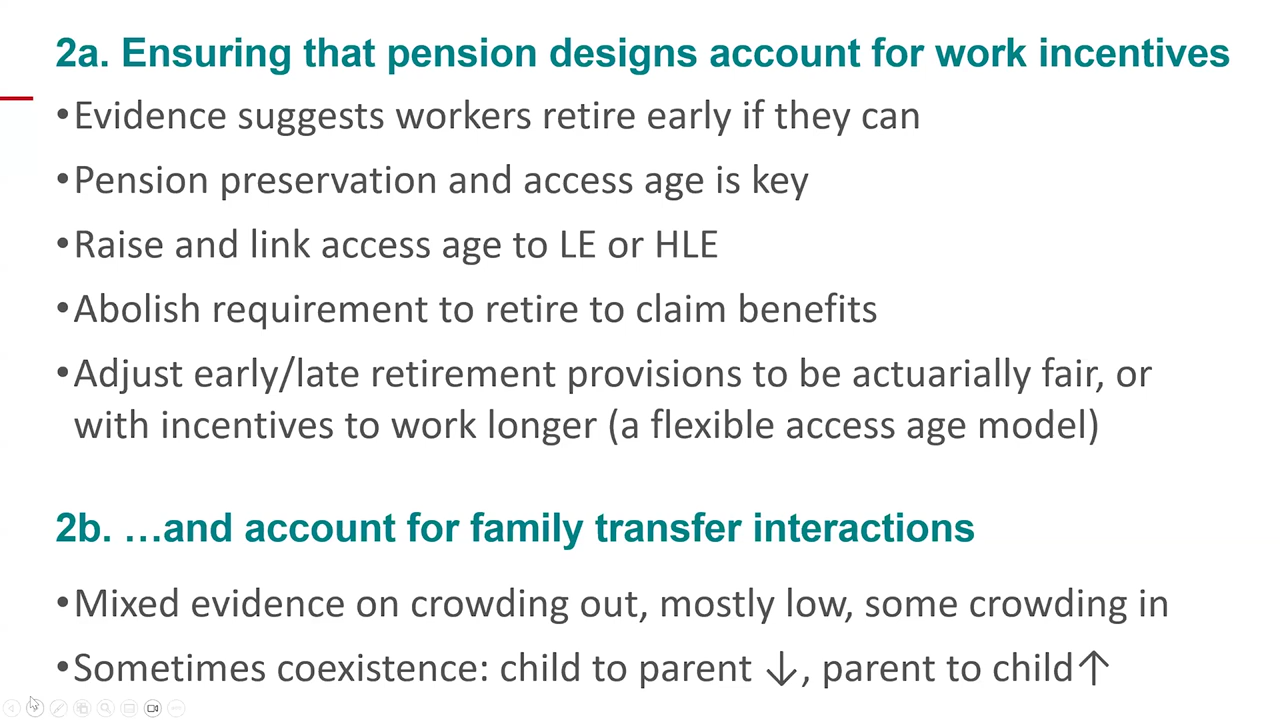 2a. Ensuring that pension designs account for work incentives
•Evidence suggests workers retire early if they can
•Pension preservation and access age is key
•Raise and link access age to LE or HLE
•Abolish requirement to retire to claim benefits
•Adjust early/late retirement provisions to be actuarially fair, or
with incentives to work longer (a flexible access age model)
2b. …and account for family transfer interactions
•Mixed evidence on crowding out, mostly low, some crowding in
•Sometimes coexistence: child to parent ↓, parent to child↑